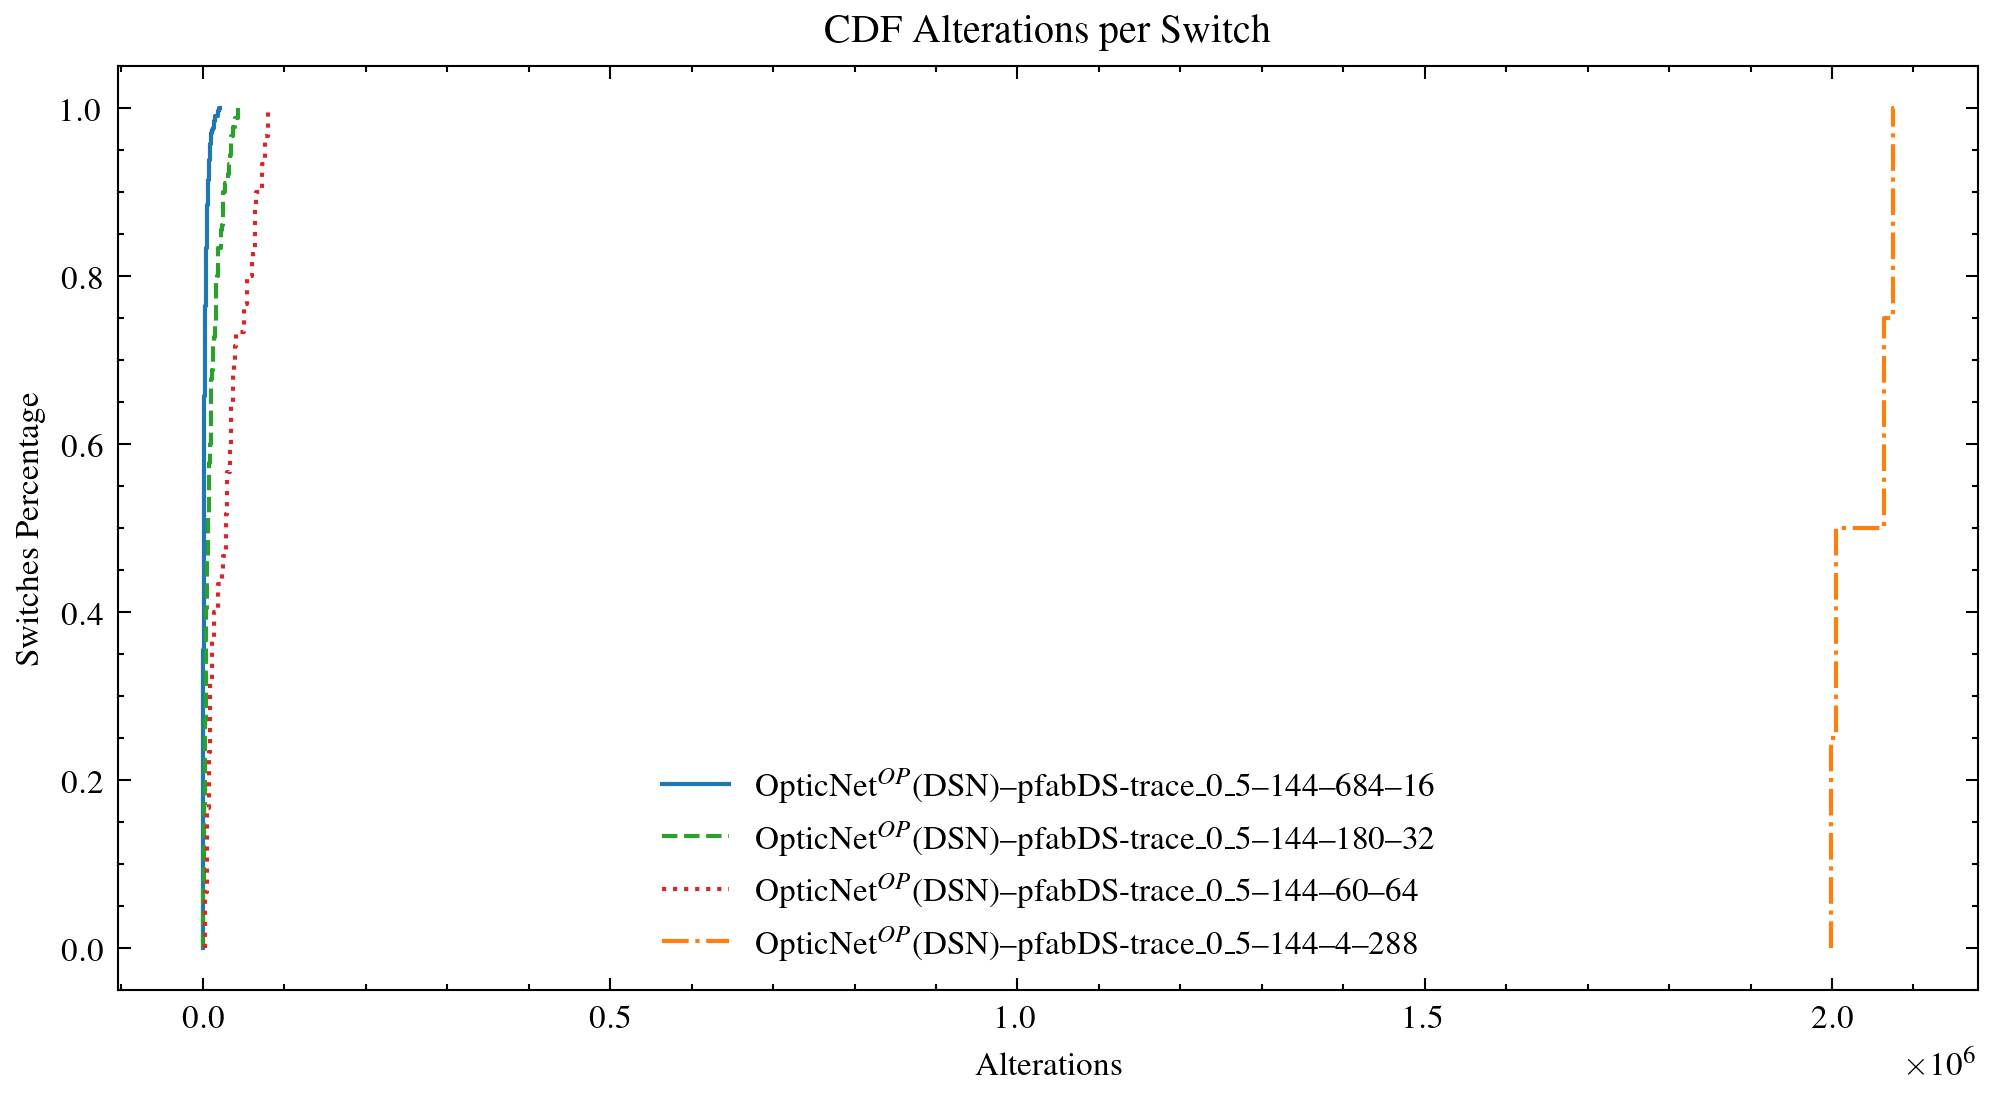 CDF Alterations per Switch
1.0
0.8
0.6
0.4
0.2
0.0
Switches Percentage
OpticNet^OP(DSN)–pfabDS-trace_0_5–144–684–16
OpticNet^OP(DSN)–pfabDS-trace_0_5–144–180–32
OpticNet^OP(DSN)–pfabDS-trace_0_5–144–60–64
OpticNet^OP(DSN)–pfabDS-trace_0_5–144–4–288
0.0 0.5 1.0 1.5 2.0
Alterations
×10^6